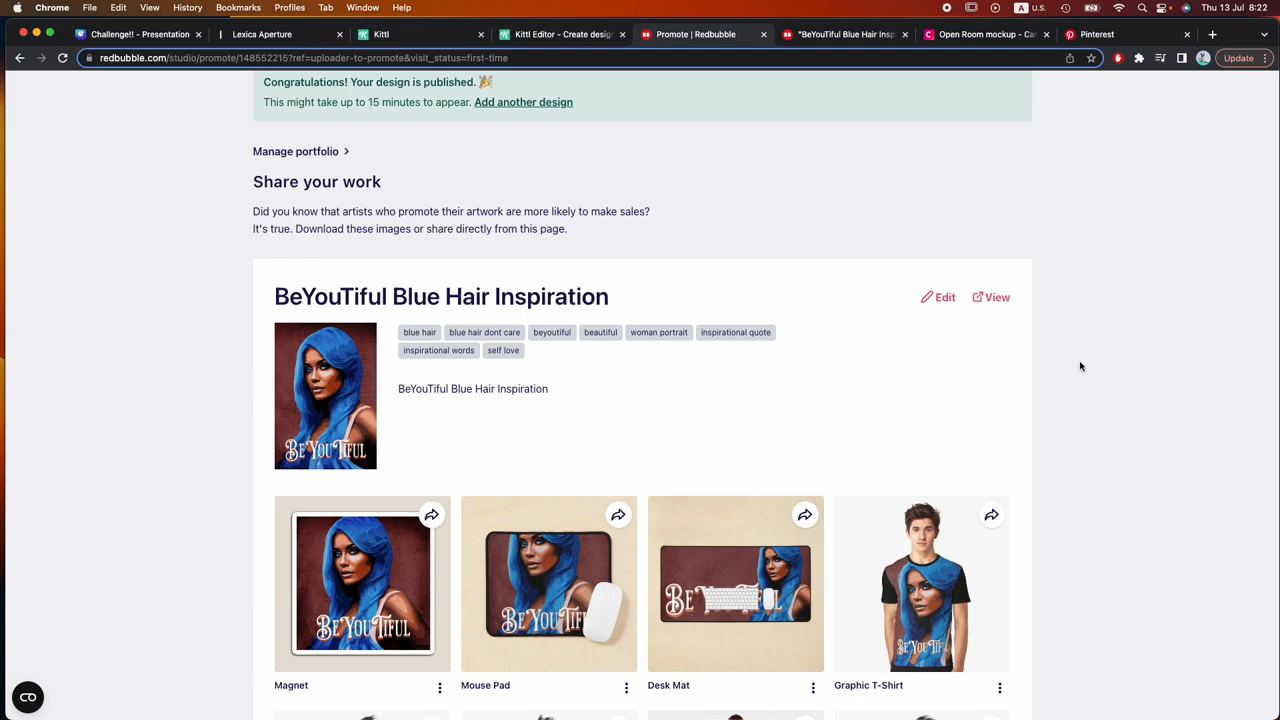 Chrome File Edit View History Bookmarks Profiles Tab Window Help
A U.S. Thu 13 Jul 8:22
Challenge!! - Presentation
Lexica Aperture
Kittl
Kittl Editor - Create desig
Promote | Redbubble
"BeYouTiful Blue Hair Insp
Open Room mockup - Can
Pinterest
redbubble.com/studio/promote/148552215?ref=uploader-to-promote&visit_status=first-time
Update
Congratulations! Your design is published. 🎉
This might take up to 15 minutes to appear. Add another design
Manage portfolio
Share your work
Did you know that artists who promote their artwork are more likely to make sales?
It's true. Download these images or share directly from this page.
BeYouTiful Blue Hair Inspiration
Edit View
blue hair blue hair dont care beyoutiful beautiful woman portrait inspirational quote
inspirational words self love
BeYouTiful Blue Hair Inspiration
BeYouTiful
BeYouTiful
BeYouTif
Be
BeYouTif
Magnet Mouse Pad Desk Mat Graphic T-Shirt